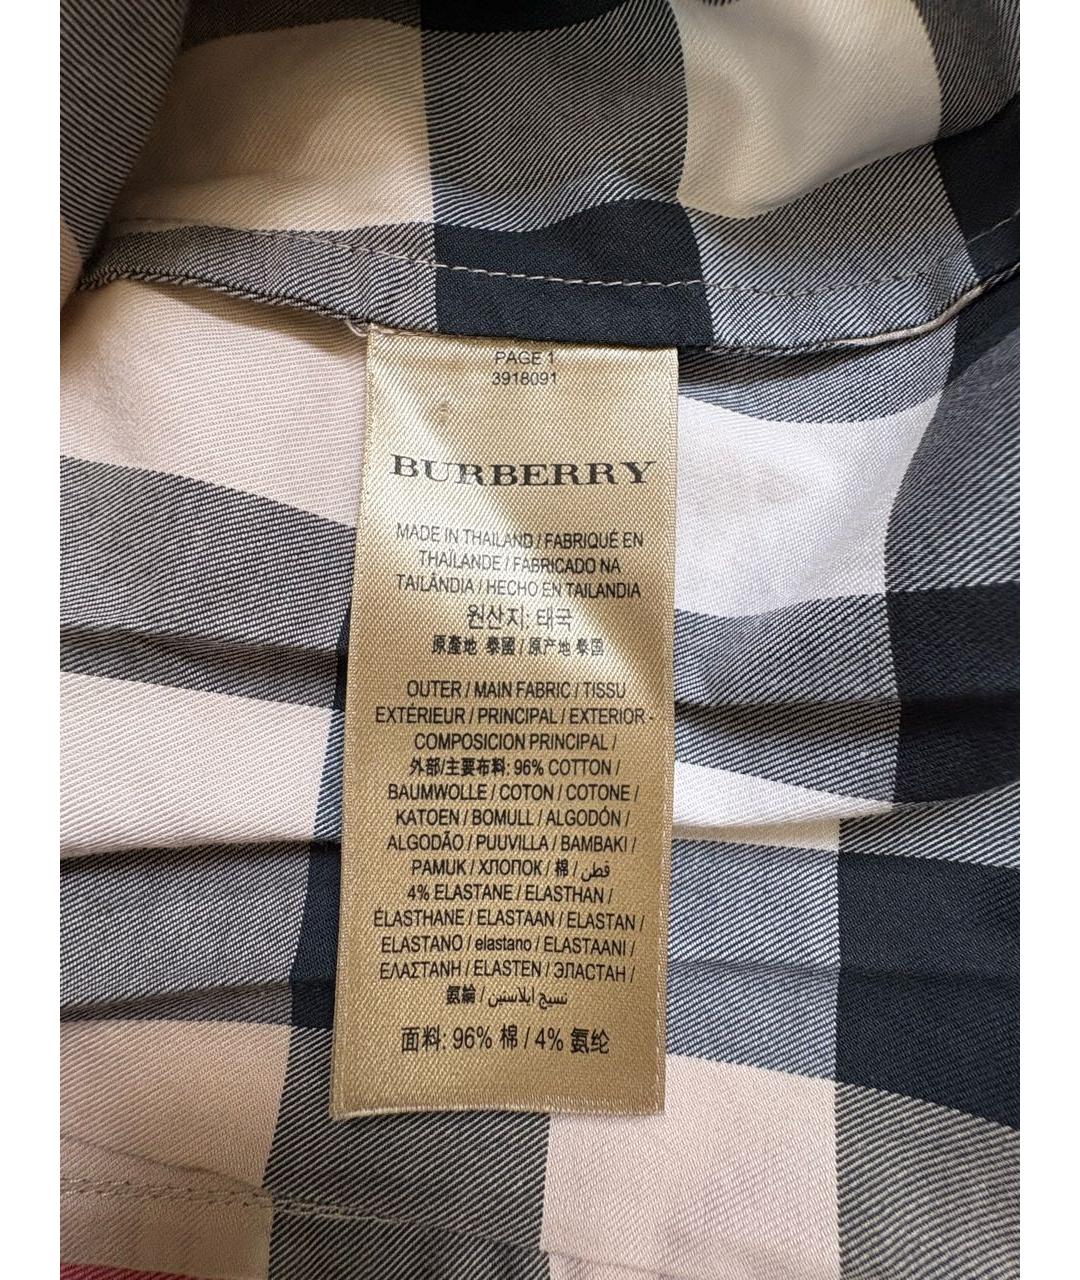 PAGE 1
3918091
BURBERRY
MADE IN THAILAND / FABRIQUÉ EN
THAÏLANDE / FABRICADO NA
TAILÂNDIA / HECHO EN TAILANDIA
원산지: 태국
原產地 泰國 / 原产地 泰国
OUTER / MAIN FABRIC / TISSU
EXTÉRIEUR / PRINCIPAL / EXTERIOR -
COMPOSICION PRINCIPAL /
外部/主要布料: 96% COTTON /
BAUMWOLLE / COTON / COTONE /
KATOEN / BOMULL / ALGODÓN /
ALGODÃO / PUUVILLA / BAMBAKI /
PAMUK / ХЛОПОК / 棉 / قطن
4% ELASTANE / ELASTHAN /
ÉLASTHANE / ELASTAAN / ELASTAN /
ELASTANO / elastano / ELASTAANI /
ΕΛΑΣΤΑΝΗ / ELASTEN / ЭЛАСТАН /
氨綸 / نسيج ايلاستين
面料: 96% 棉 / 4% 氨纶